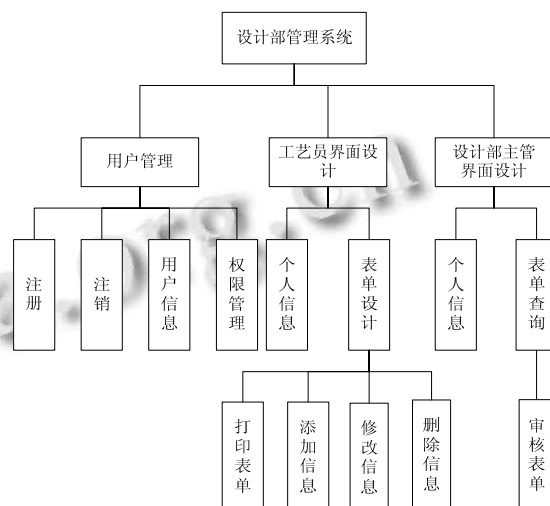 设计部管理系统
用户管理
工艺员界面设
计
设计部主管
界面设计
注册
注销
用户信息
权限管理
个人信息
表单设计
个人信息
表单查询
打印表单
添加信息
修改信息
删除信息
审核表单
.org.cn